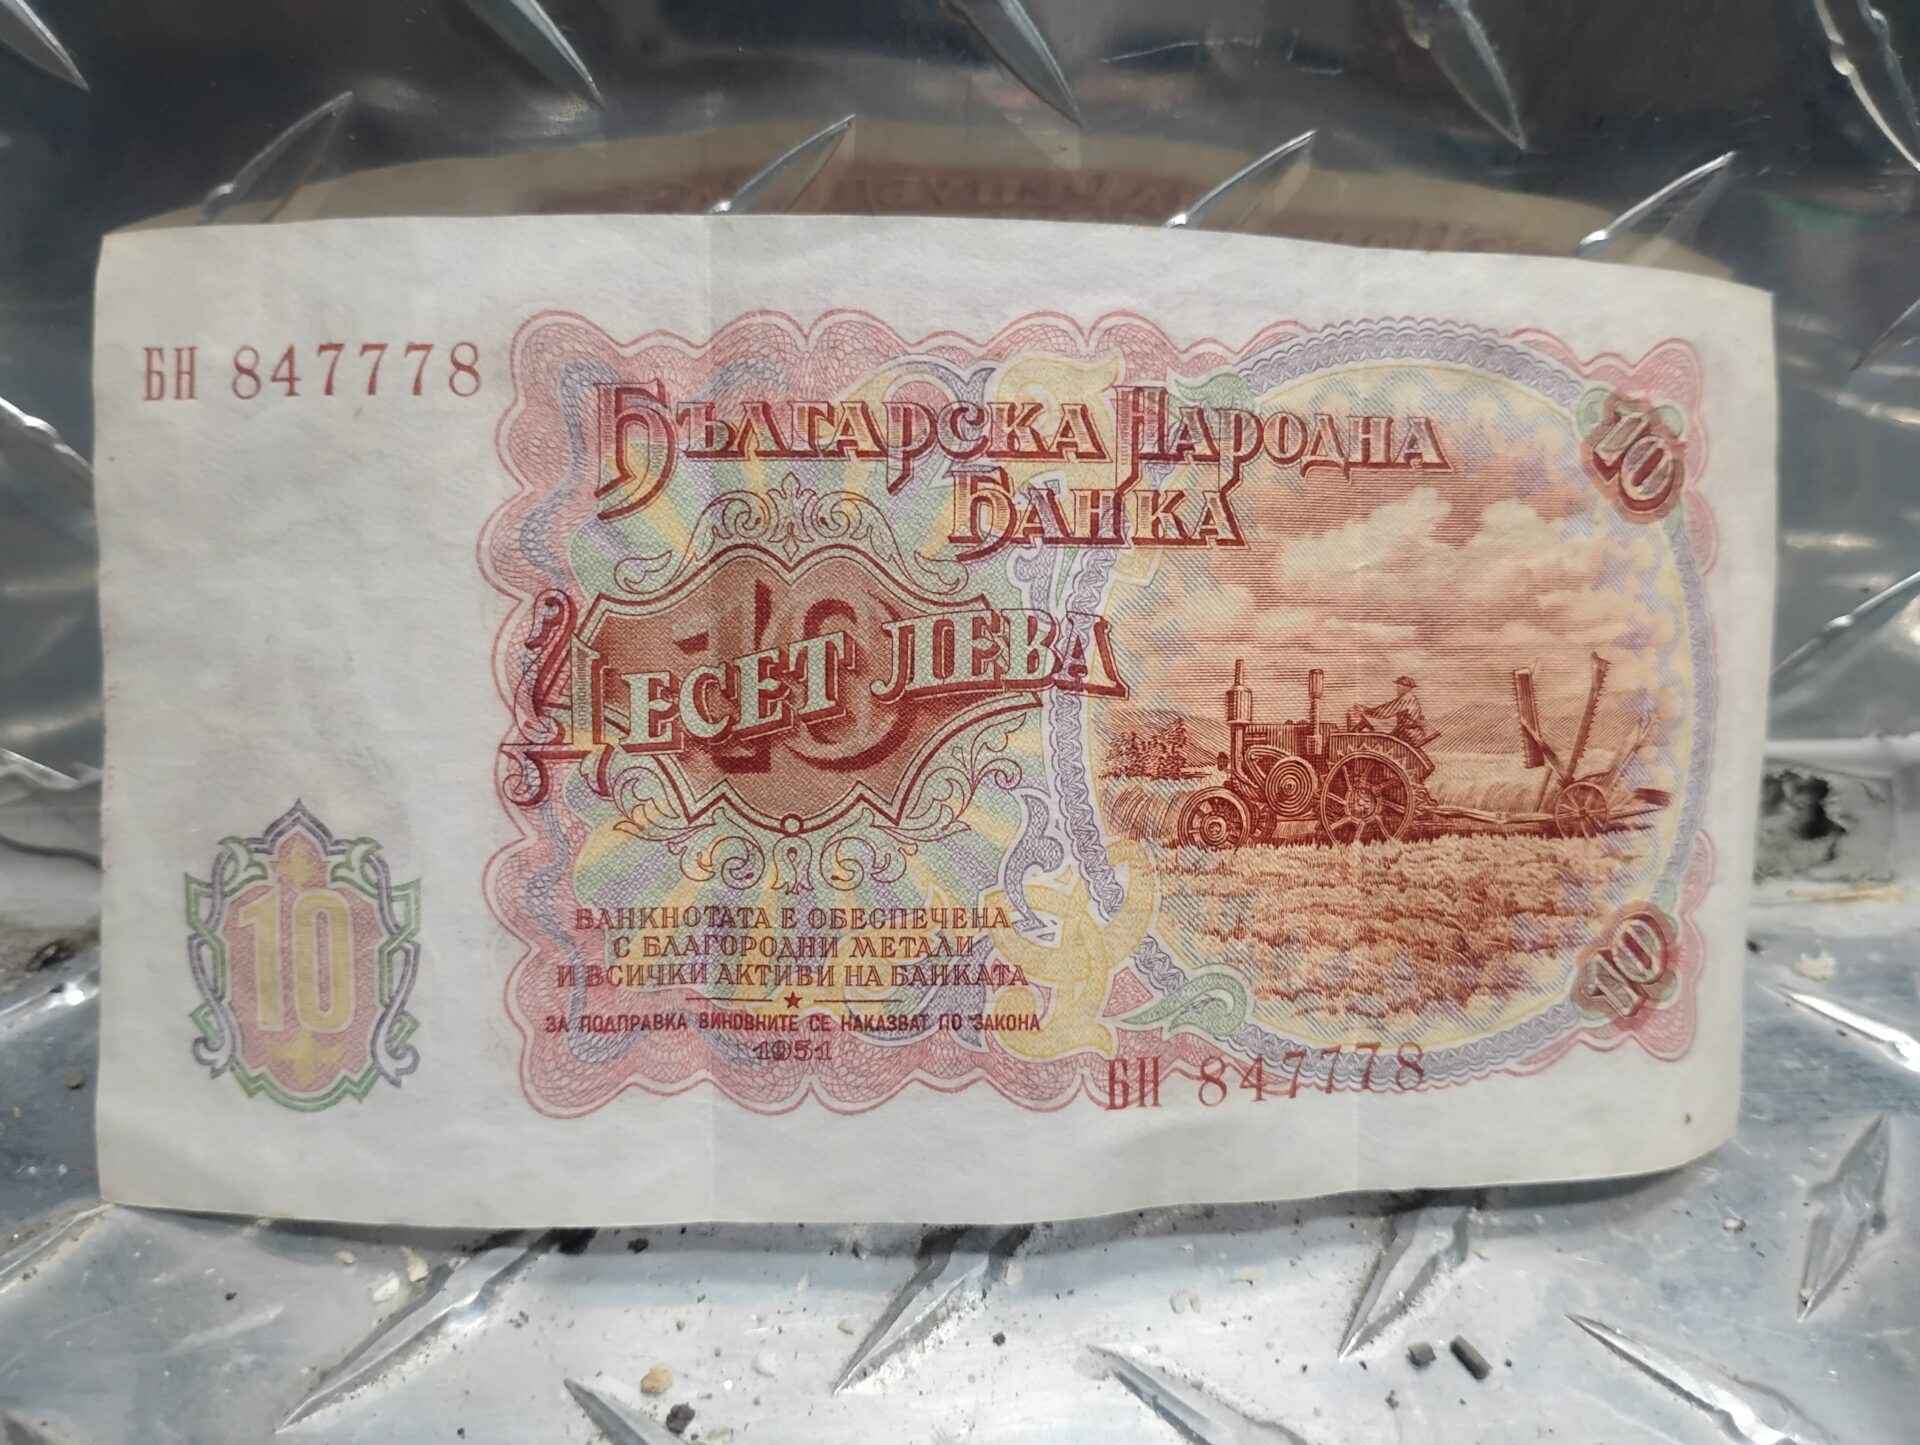 БН 847778
Българска Народна
Банка
10
10
Десет лева
БАНКНОТАТА Е ОБЕСПЕЧЕНА
С БЛАГОРОДНИ МЕТАЛИ
И ВСИЧКИ АКТИВИ НА БАНКАТА
ЗА ПОДПРАВКА ВИНОВНИТЕ СЕ НАКАЗВАТ ПО ЗАКОНА
1951
10
10
БН 847778